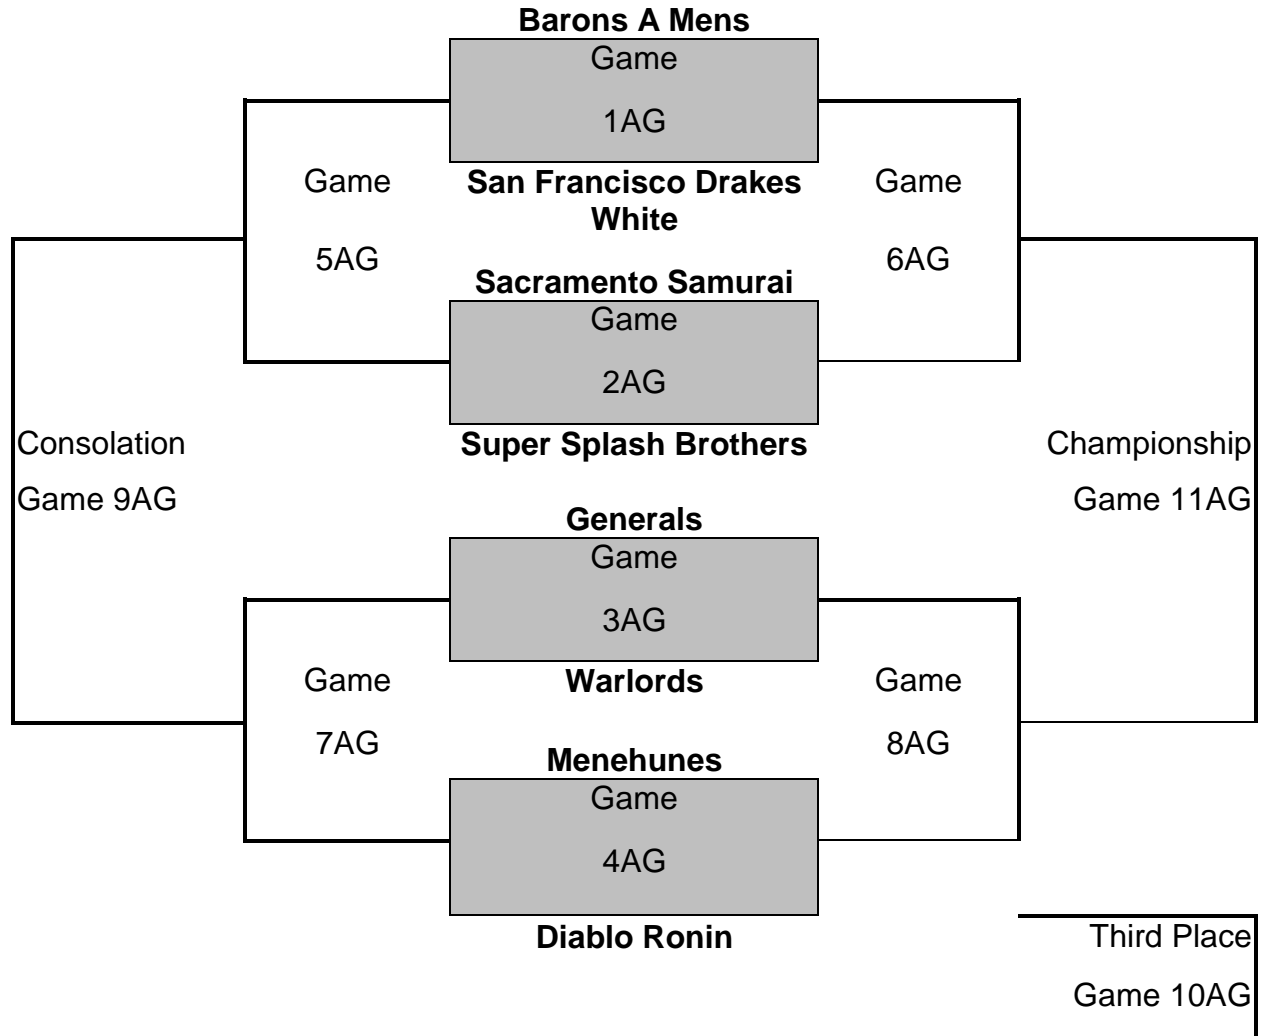 Barons A Mens
Game
1AG
Game
San Francisco Drakes
White
Game
5AG
6AG
Sacramento Samurai
Game
2AG
Consolation
Super Splash Brothers
Championship
Game 9AG
Game 11AG
Generals
Game
3AG
Game
Warlords
Game
7AG
8AG
Menehunes
Game
4AG
Diablo Ronin
Third Place
Game 10AG